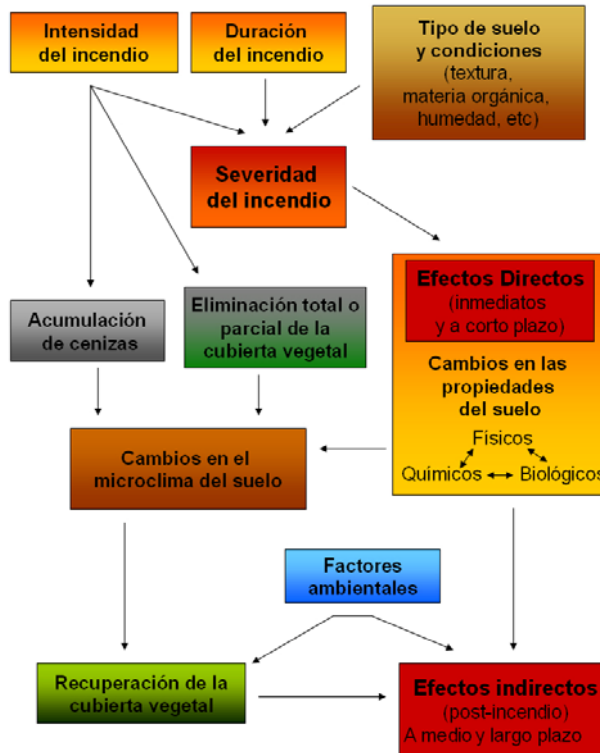 Intensidad
del incendio
Duración
del incendio
Tipo de suelo
y condiciones
(textura,
materia orgánica,
humedad, etc)
Severidad
del incendio
Efectos Directos
(inmediatos
y a corto plazo)
Cambios en las
propiedades
del suelo
Físicos
Químicos
Biológicos
Acumulación
de cenizas
Eliminación total o
parcial de la
cubierta vegetal
Cambios en el
microclima del suelo
Factores
ambientales
Recuperación de la
cubierta vegetal
Efectos indirectos
(post-incendio)
A medio y largo plazo